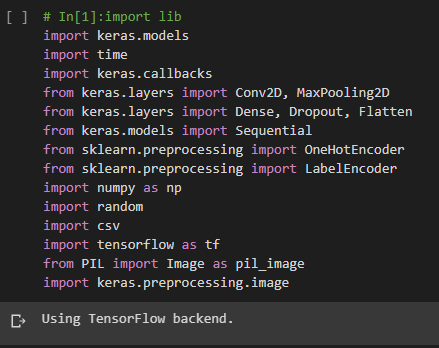 [ ] # In[1]:import lib
import keras.models
import time
import keras.callbacks
from keras.layers import Conv2D, MaxPooling2D
from keras.layers import Dense, Dropout, Flatten
from keras.models import Sequential
from sklearn.preprocessing import OneHotEncoder
from sklearn.preprocessing import LabelEncoder
import numpy as np
import random
import csv
import tensorflow as tf
from PIL import Image as pil_image
import keras.preprocessing.image
Using TensorFlow backend.